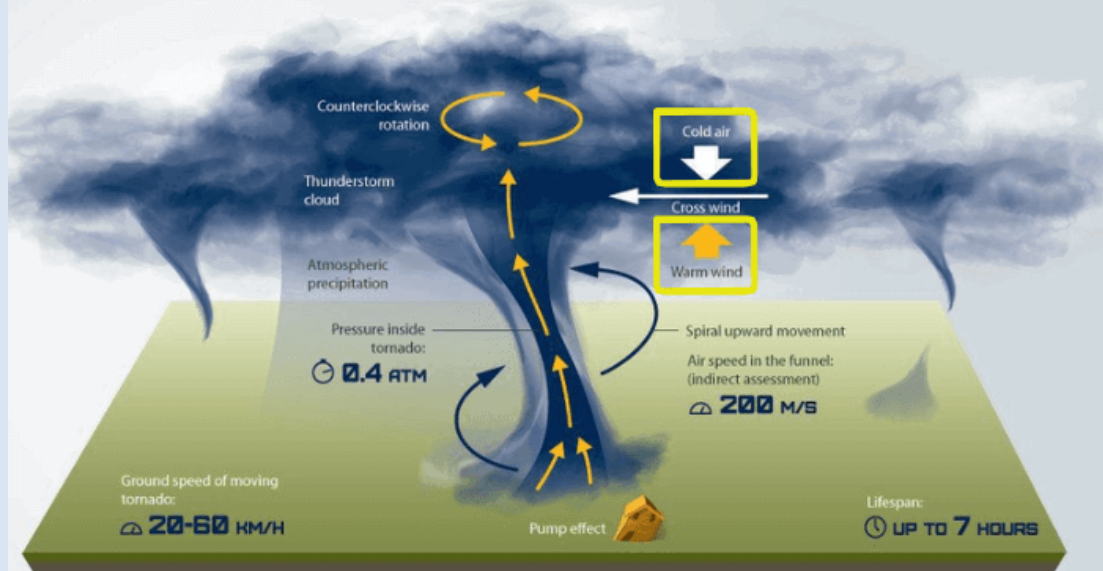 Counterclockwise
rotation
Cold air
Thunderstorm
cloud
Cross wind
Atmospheric
precipitation
Warm wind
Pressure inside
tornado:
0.4 ATM
Spiral upward movement
Air speed in the funnel:
(indirect assessment)
200 M/S
Ground speed of moving
tornado:
20-60 KM/H
Pump effect
Lifespan:
UP TO 7 HOURS